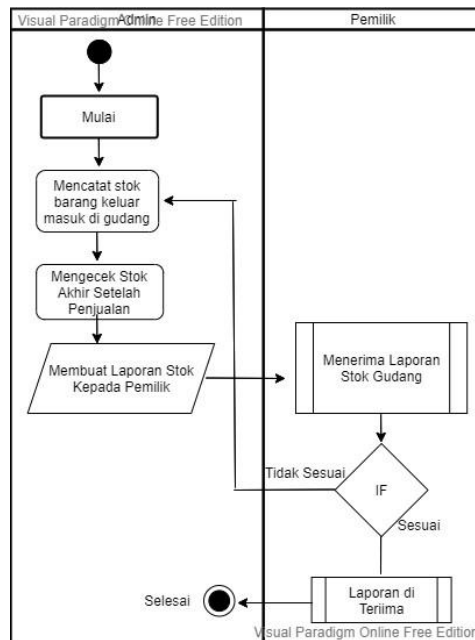 Visual Paradigm Online Free Edition
Admin
Pemilik
Mulai
Mencatat stok
barang keluar
masuk di gudang
Mengecek Stok
Akhir Setelah
Penjualan
Membuat Laporan Stok
Kepada Pemilik
Menerima Laporan
Stok Gudang
Tidak Sesuai
IF
Sesuai
Selesai
Laporan di
Teriima
Visual Paradigm Online Free Edition